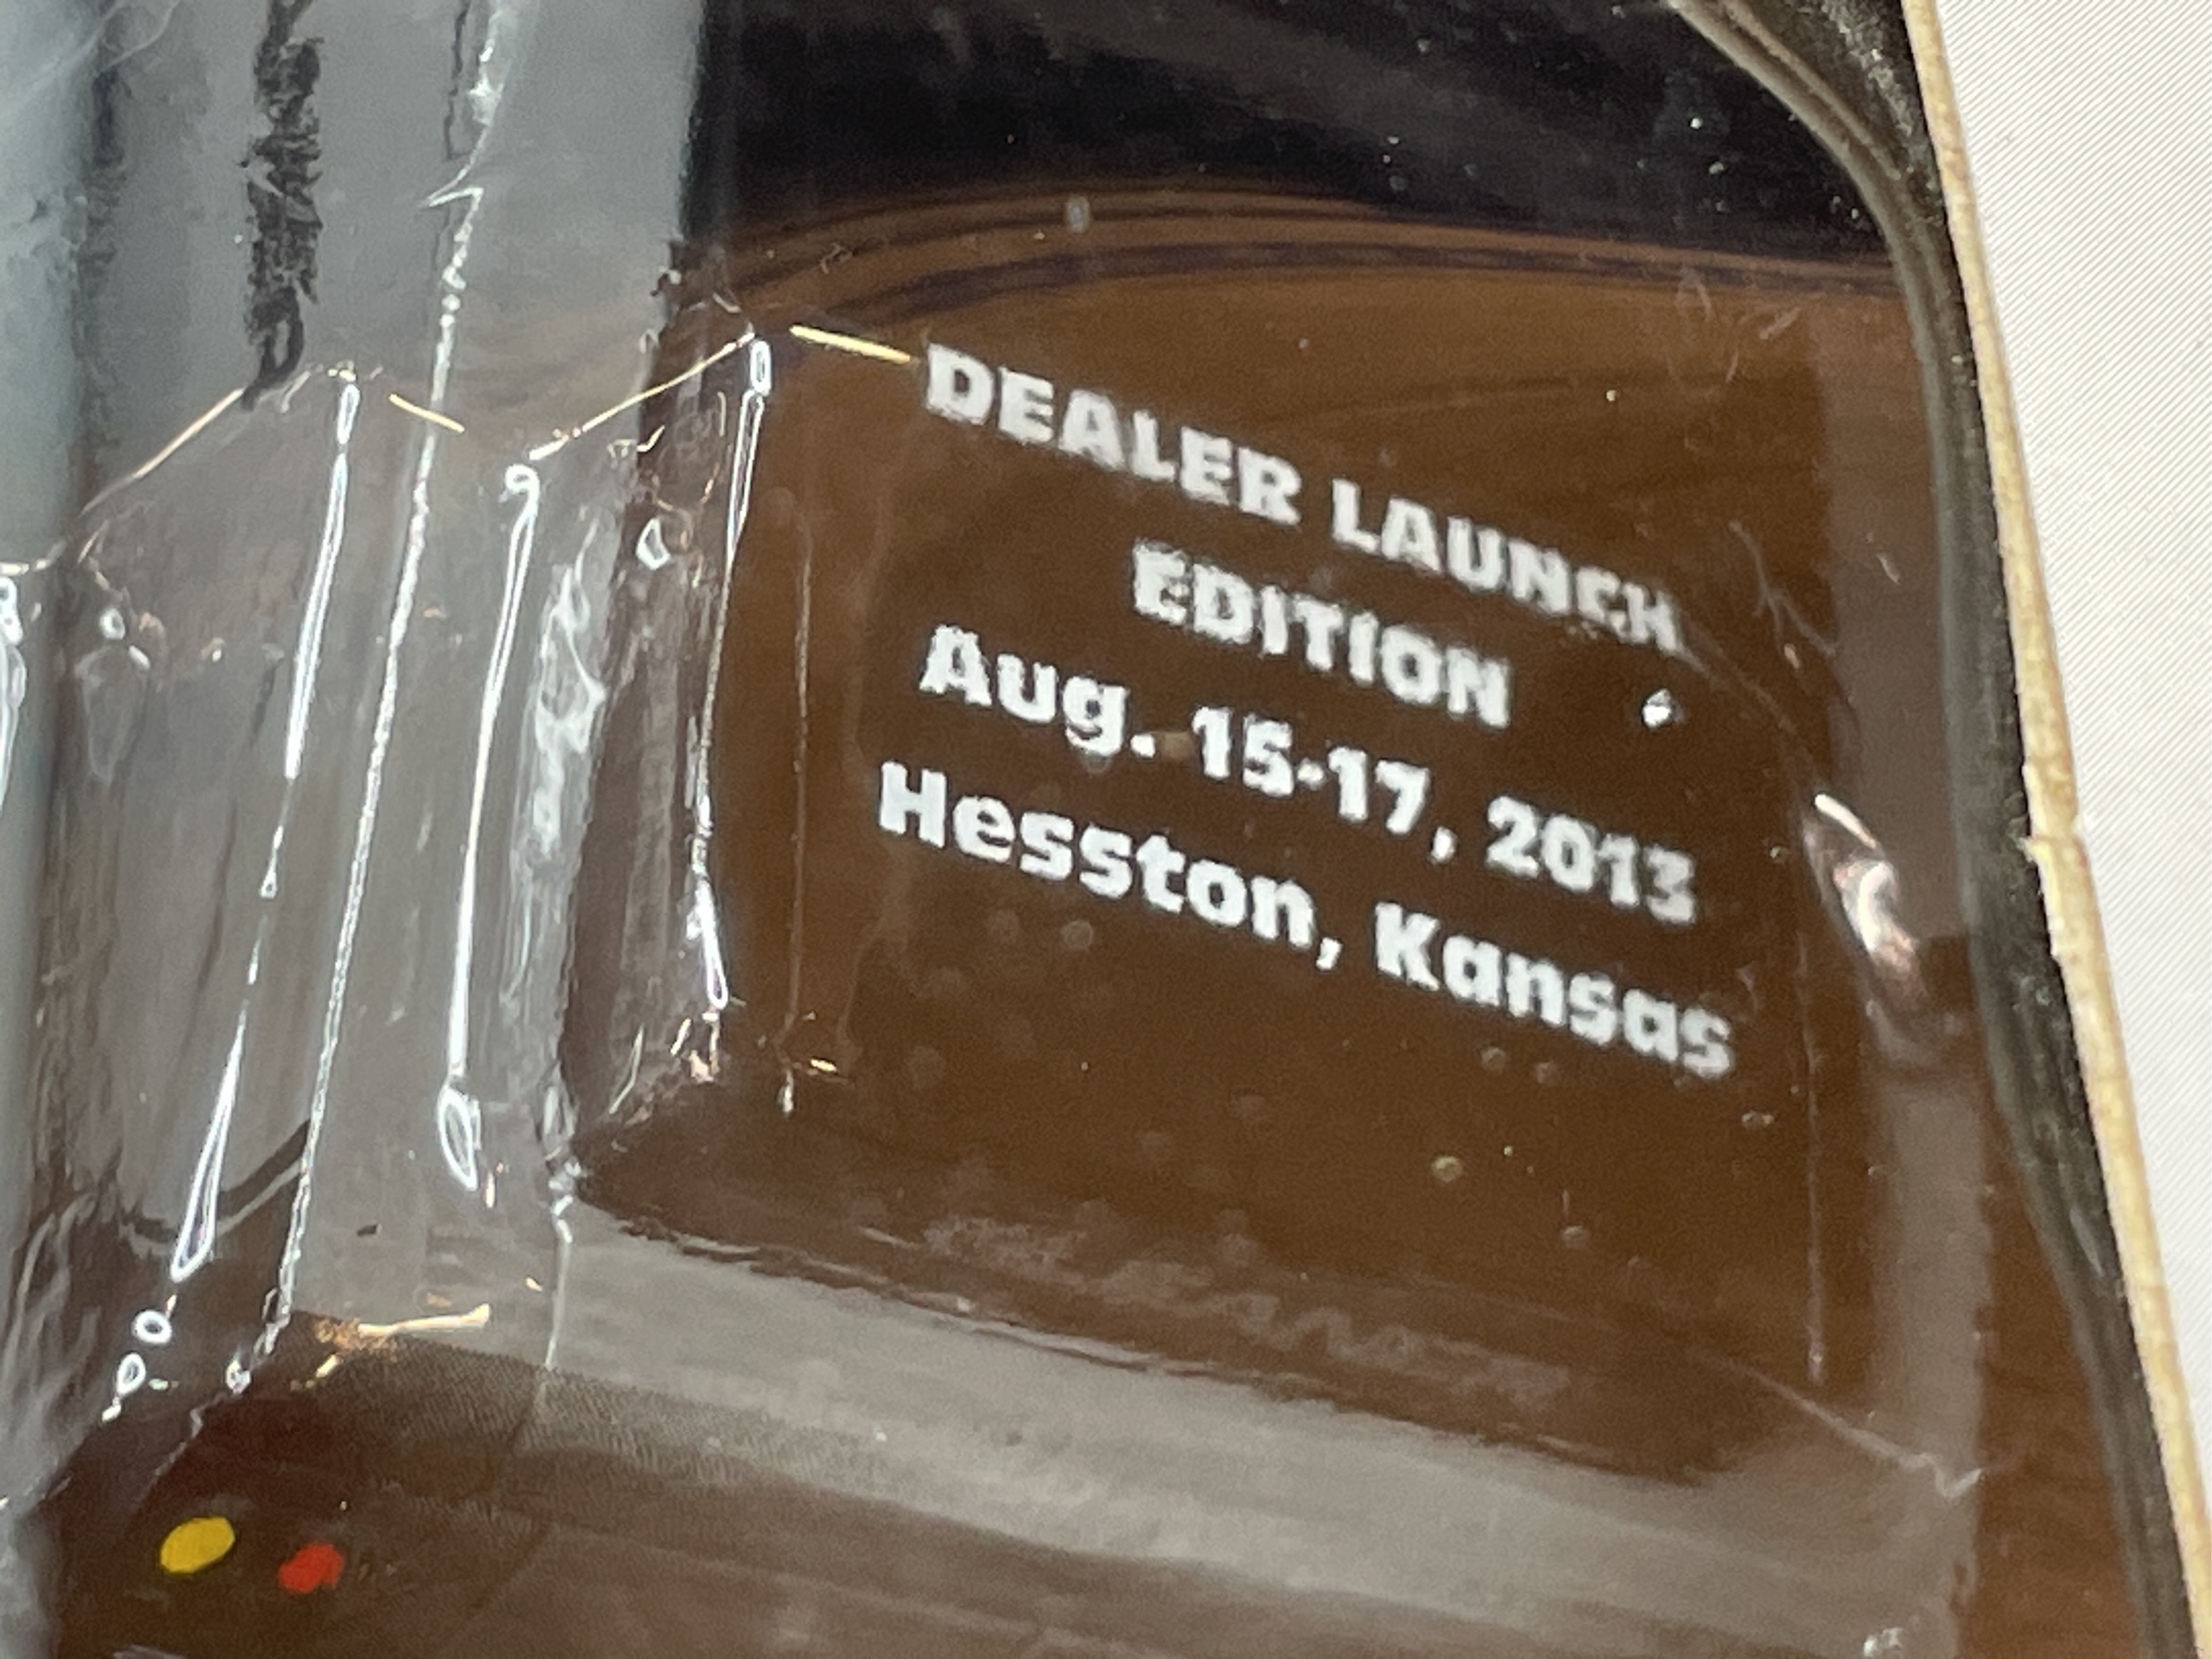 DEALER LAUNCH
EDITION
Aug. 15-17, 2013
Hesston, Kansas